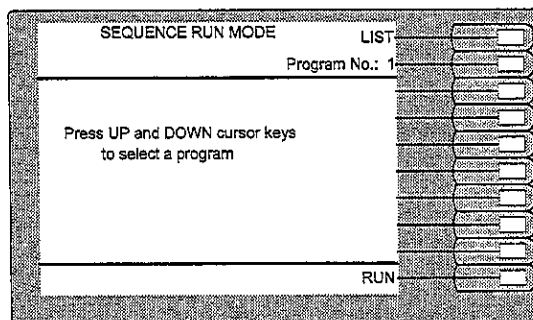 SEQUENCE RUN MODE LIST
Program No.: 1
Press UP and DOWN cursor keys
to select a program
RUN